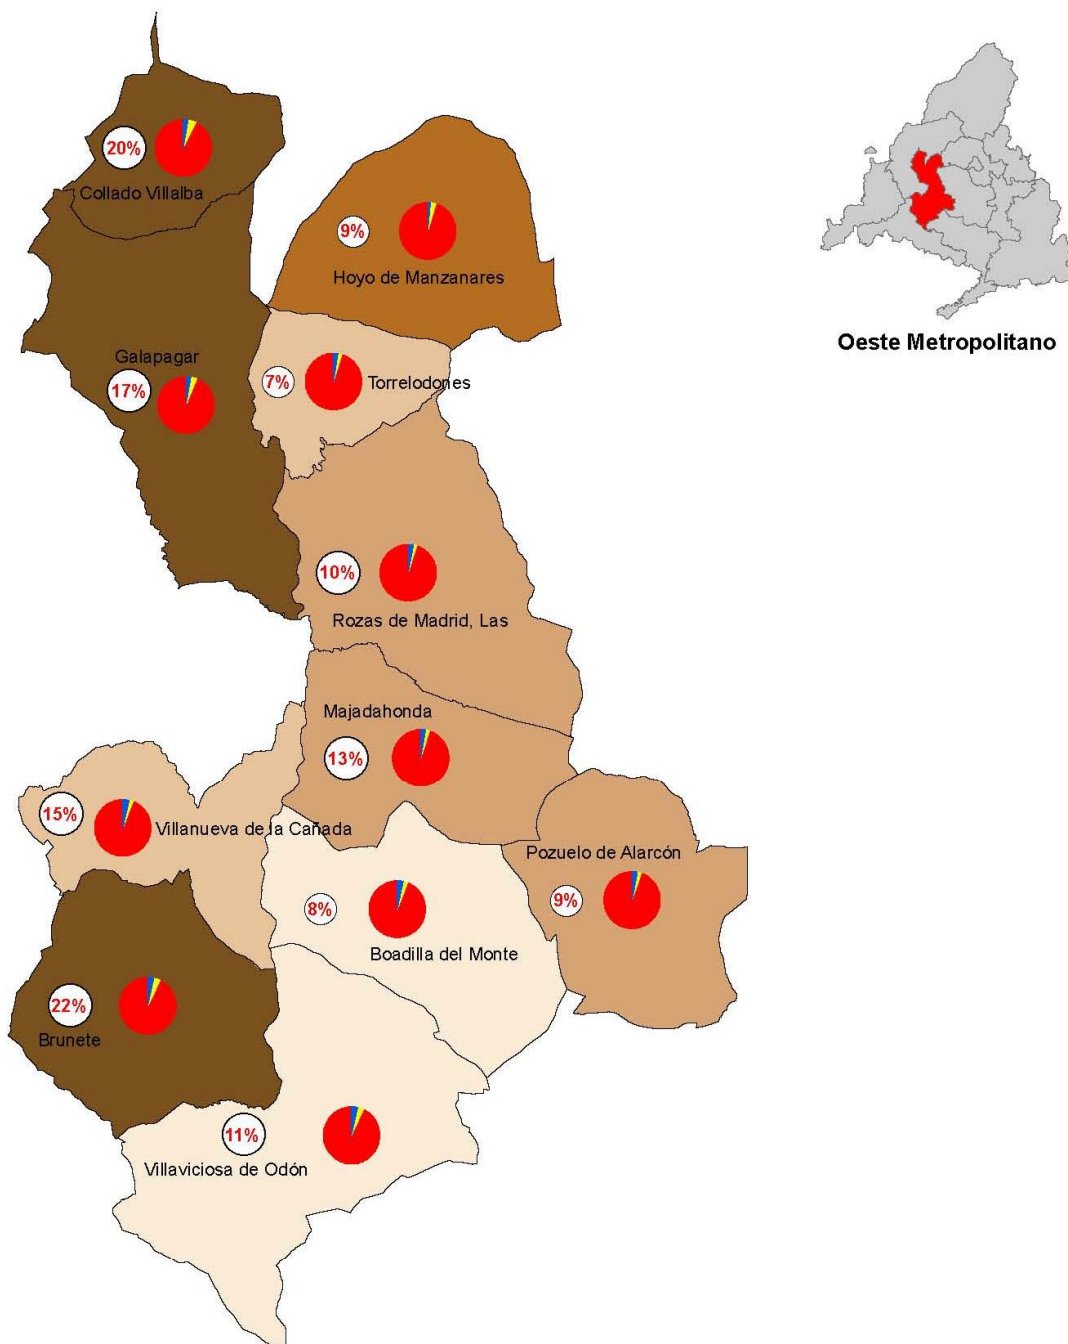 20%
Collado Villalba
9%
Hoyo de Manzanares
Oeste Metropolitano
Galapagar
17%
7%
Torrelodones
10%
Rozas de Madrid, Las
Majadahonda
13%
15%
Villanueva de la Cañada
Pozuelo de Alarcón
9%
8%
Boadilla del Monte
22%
Brunete
11%
Villaviciosa de Odón